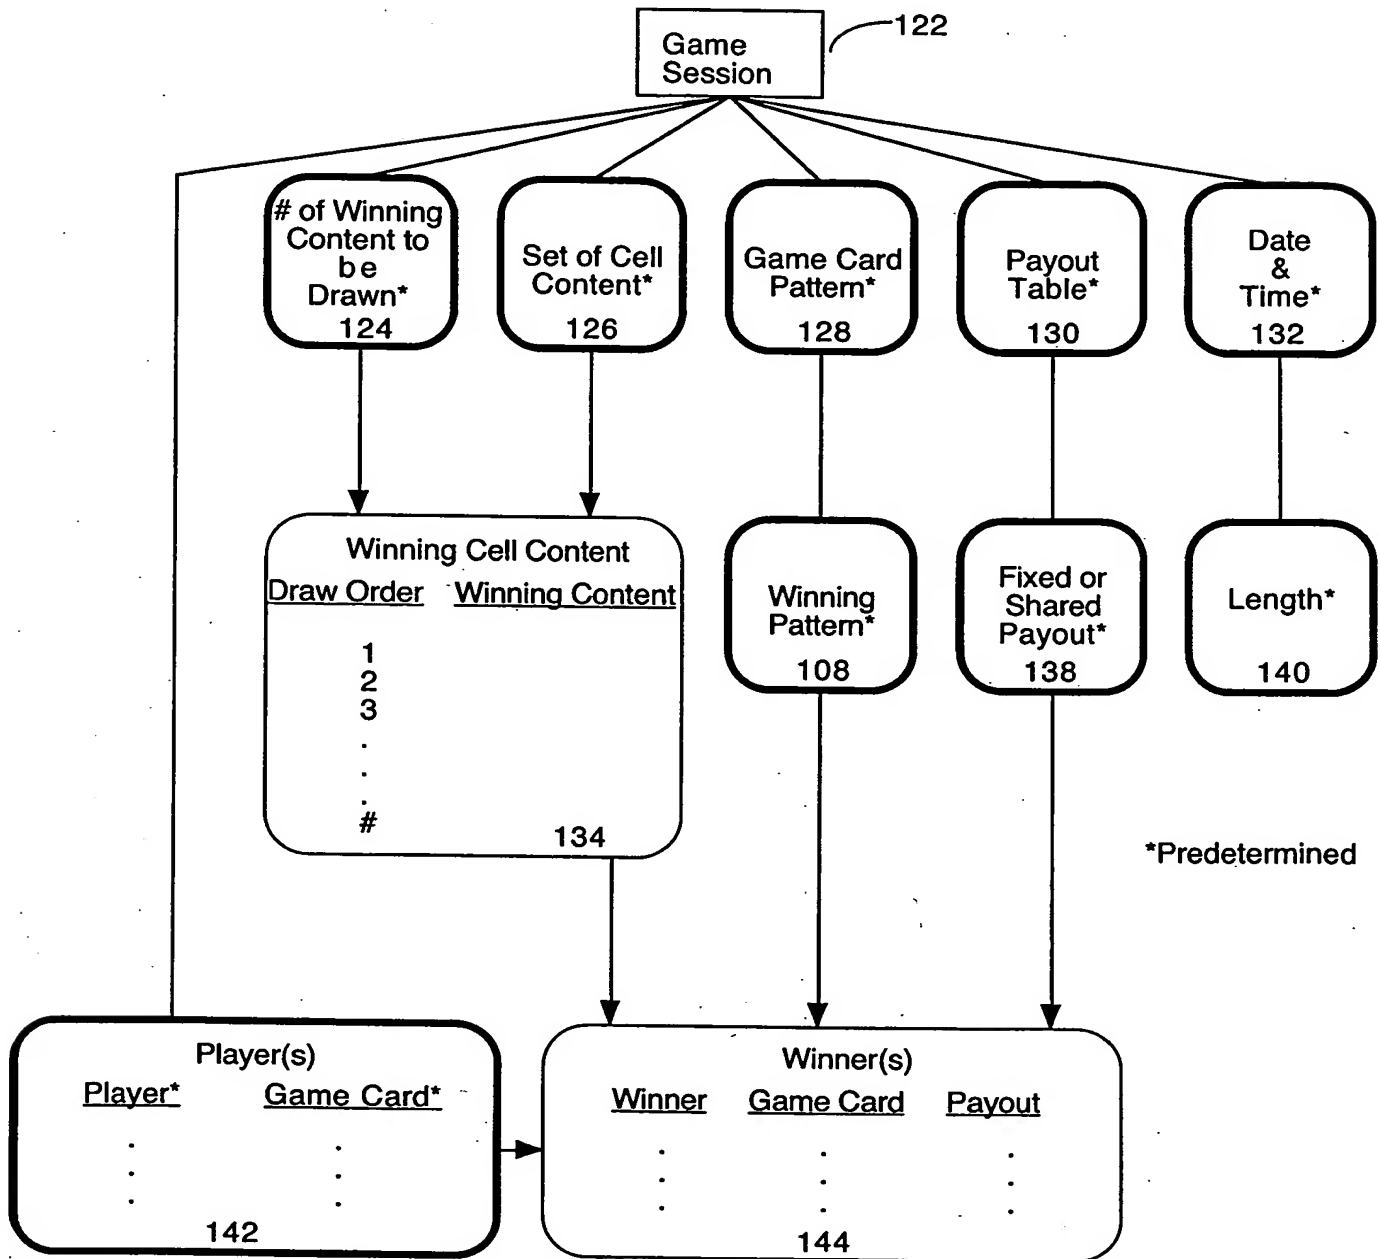 Game
Session
122
# of Winning
Content to
be
Drawn*
124
Set of Cell
Content*
126
Game Card
Pattern*
128
Payout
Table*
130
Date
&
Time*
132
Winning Cell Content
Draw Order Winning Content
1
2
3
.
.
.
#
134
Winning
Pattern*
108
Fixed or
Shared
Payout*
138
Length*
140
*Predetermined
Player(s)
Player* Game Card*
. .
. .
. .
142
Winner(s)
Winner Game Card Payout
. . .
. . .
. . .
144